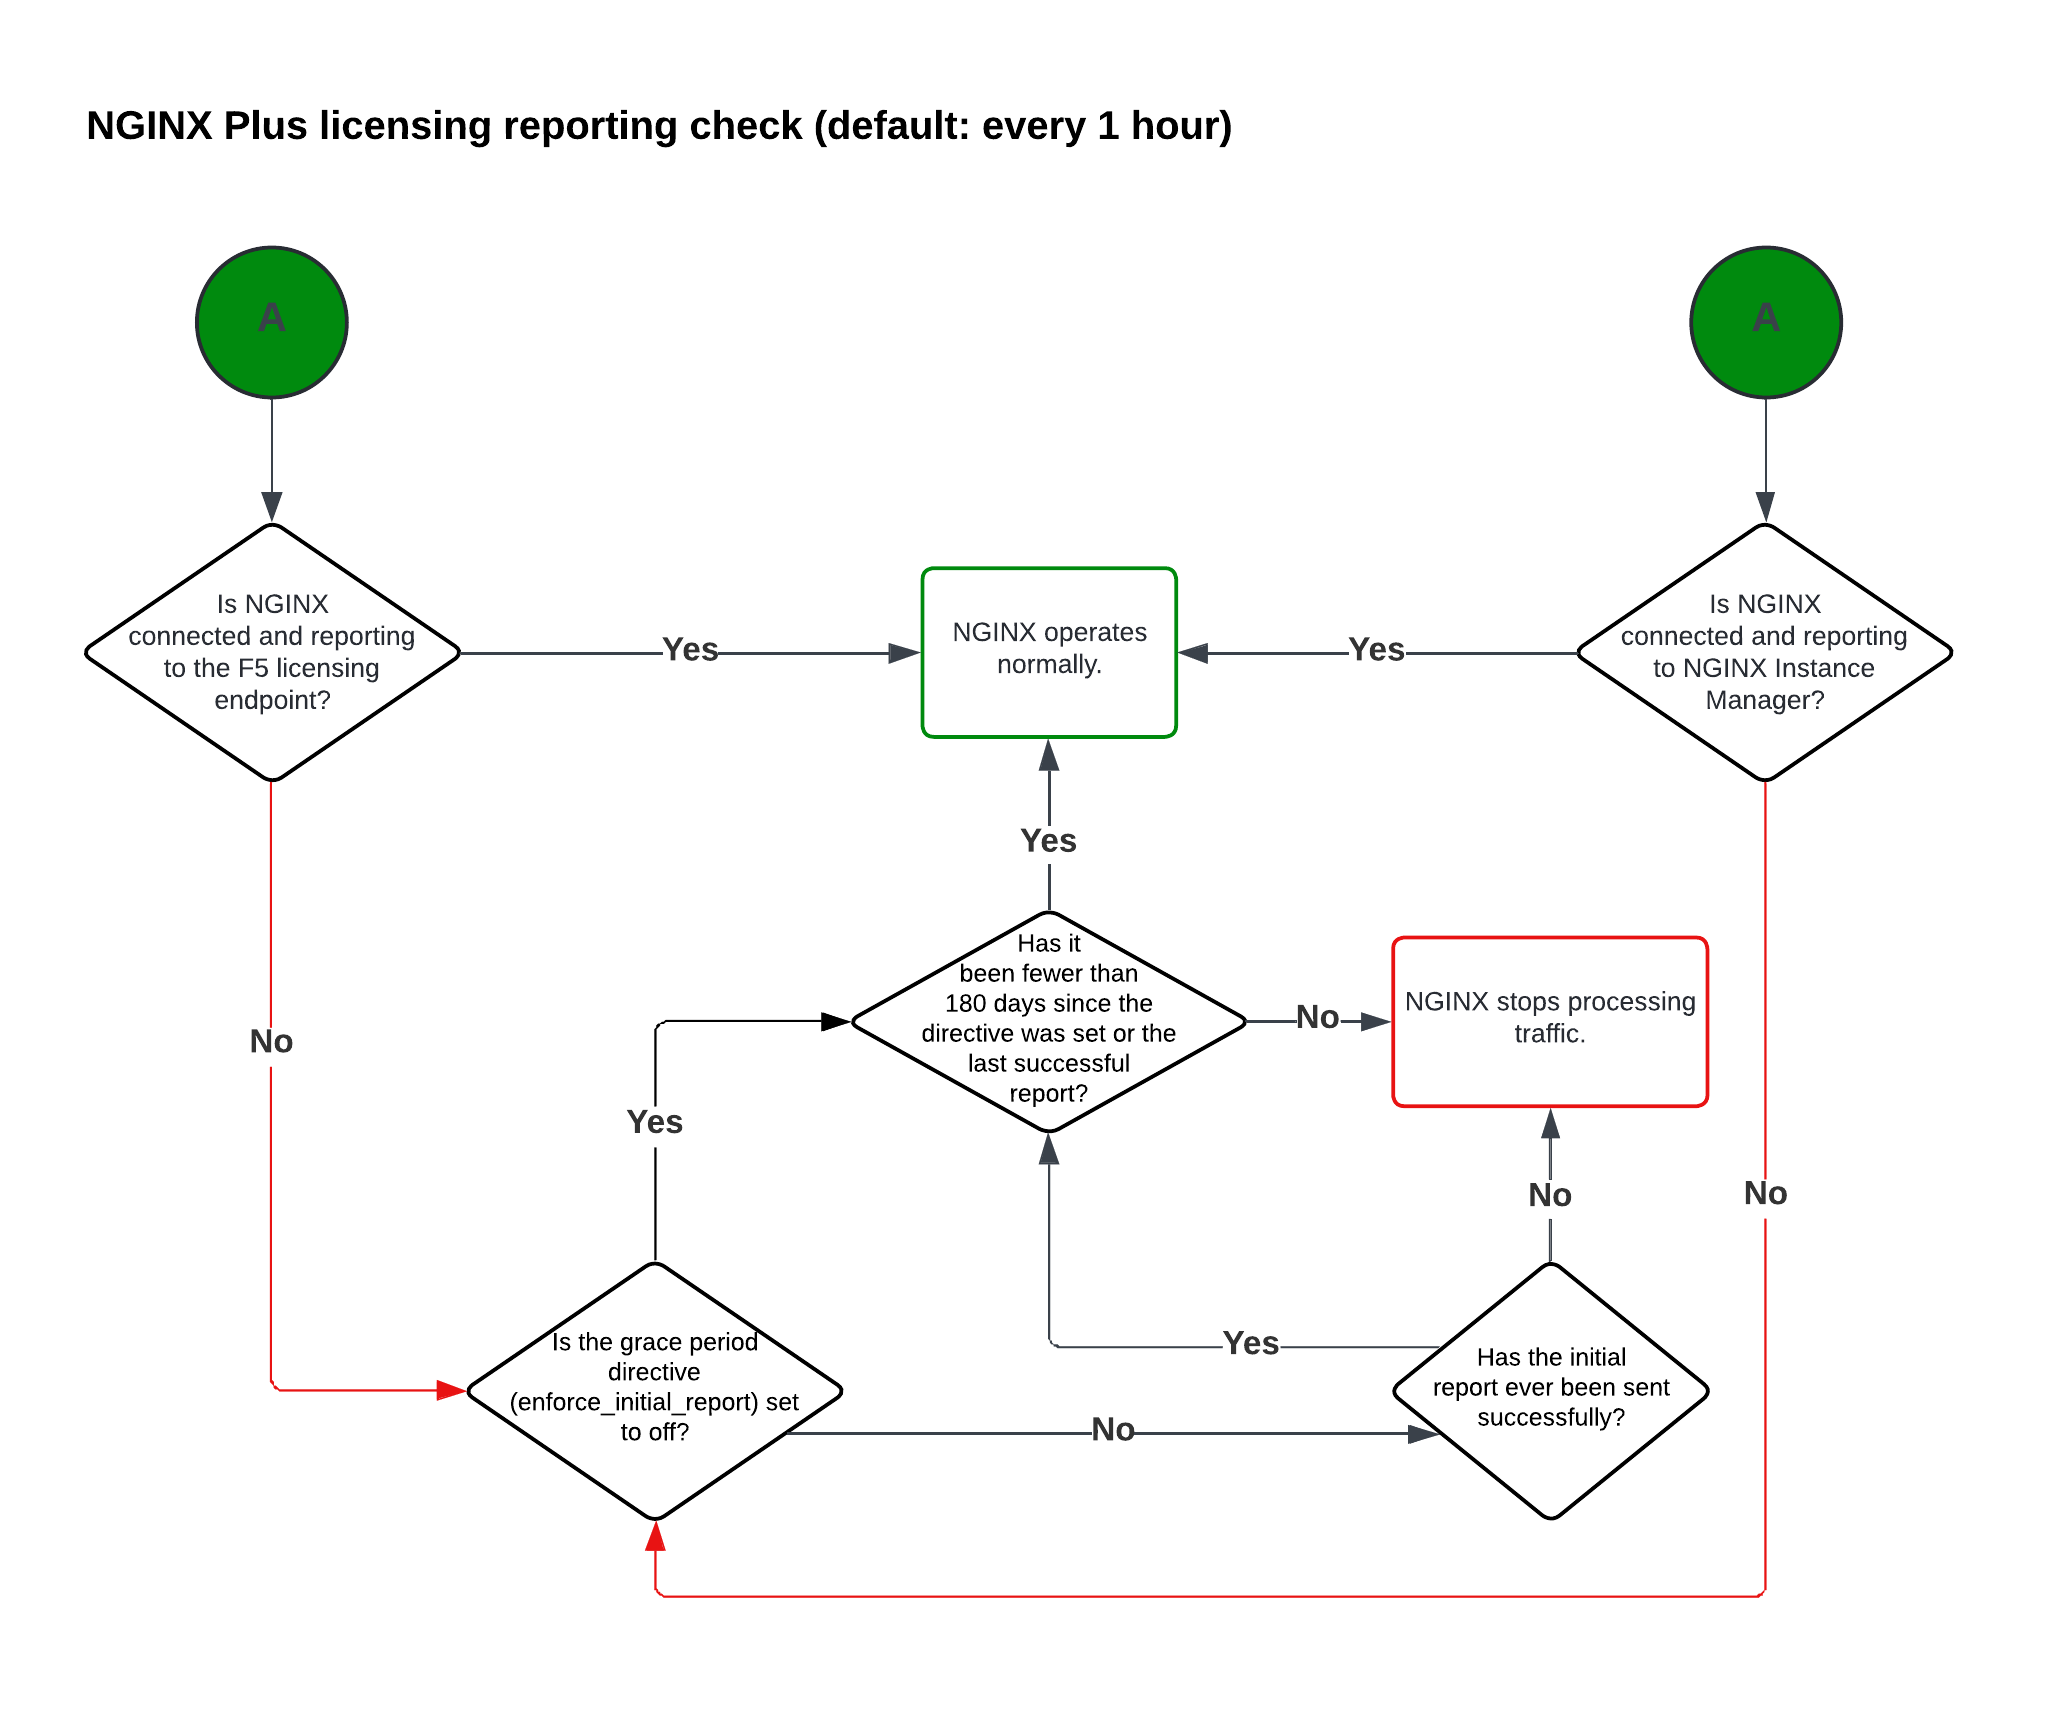 NGINX Plus licensing reporting check (default: every 1 hour)
A
A
Is NGINX
connected and reporting
to the F5 licensing
endpoint?
Yes
NGINX operates
normally.
Yes
Is NGINX
connected and reporting
to NGINX Instance
Manager?
Yes
Has it
been fewer than
180 days since the
directive was set or the
last successful
report?
No
NGINX stops processing
traffic.
No
Yes
No
No
Is the grace period
directive
(enforce_initial_report) set
to off?
Yes
No
Has the initial
report ever been sent
successfully?